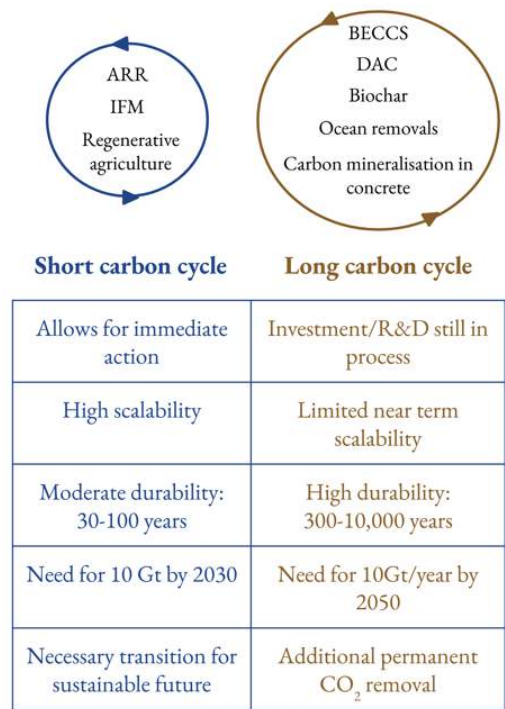 ARR
IFM
Regenerative
agriculture
BECCS
DAC
Biochar
Ocean removals
Carbon mineralisation in
concrete
Short carbon cycle
Long carbon cycle
Allows for immediate
action
Investment/R&D still in
process
High scalability
Limited near term
scalability
Moderate durability:
30-100 years
High durability:
300-10,000 years
Need for 10 Gt by 2030
Need for 10Gt/year by
2050
Necessary transition for
sustainable future
Additional permanent
CO₂ removal